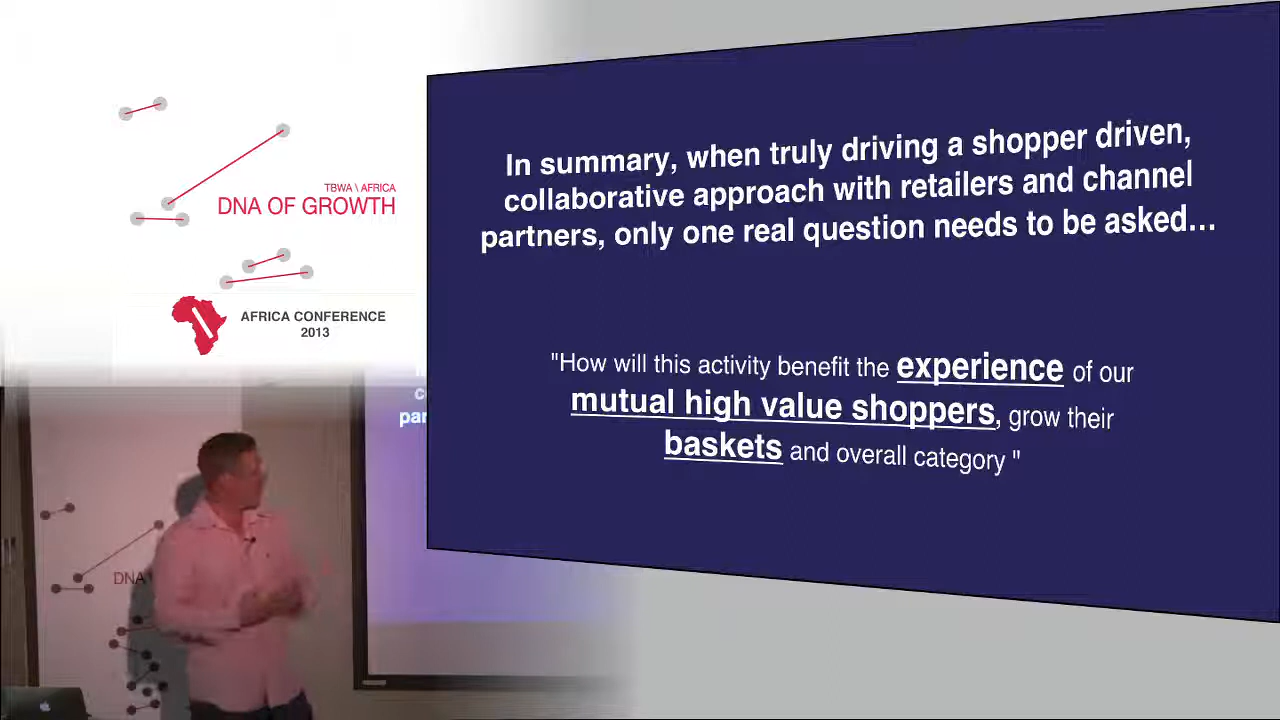 TBWA \ AFRICA
DNA OF GROWTH
AFRICA CONFERENCE
2013
In summary, when truly driving a shopper driven,
collaborative approach with retailers and channel
partners, only one real question needs to be asked...
"How will this activity benefit the experience of our
mutual high value shoppers, grow their
baskets and overall category "
par
DNA